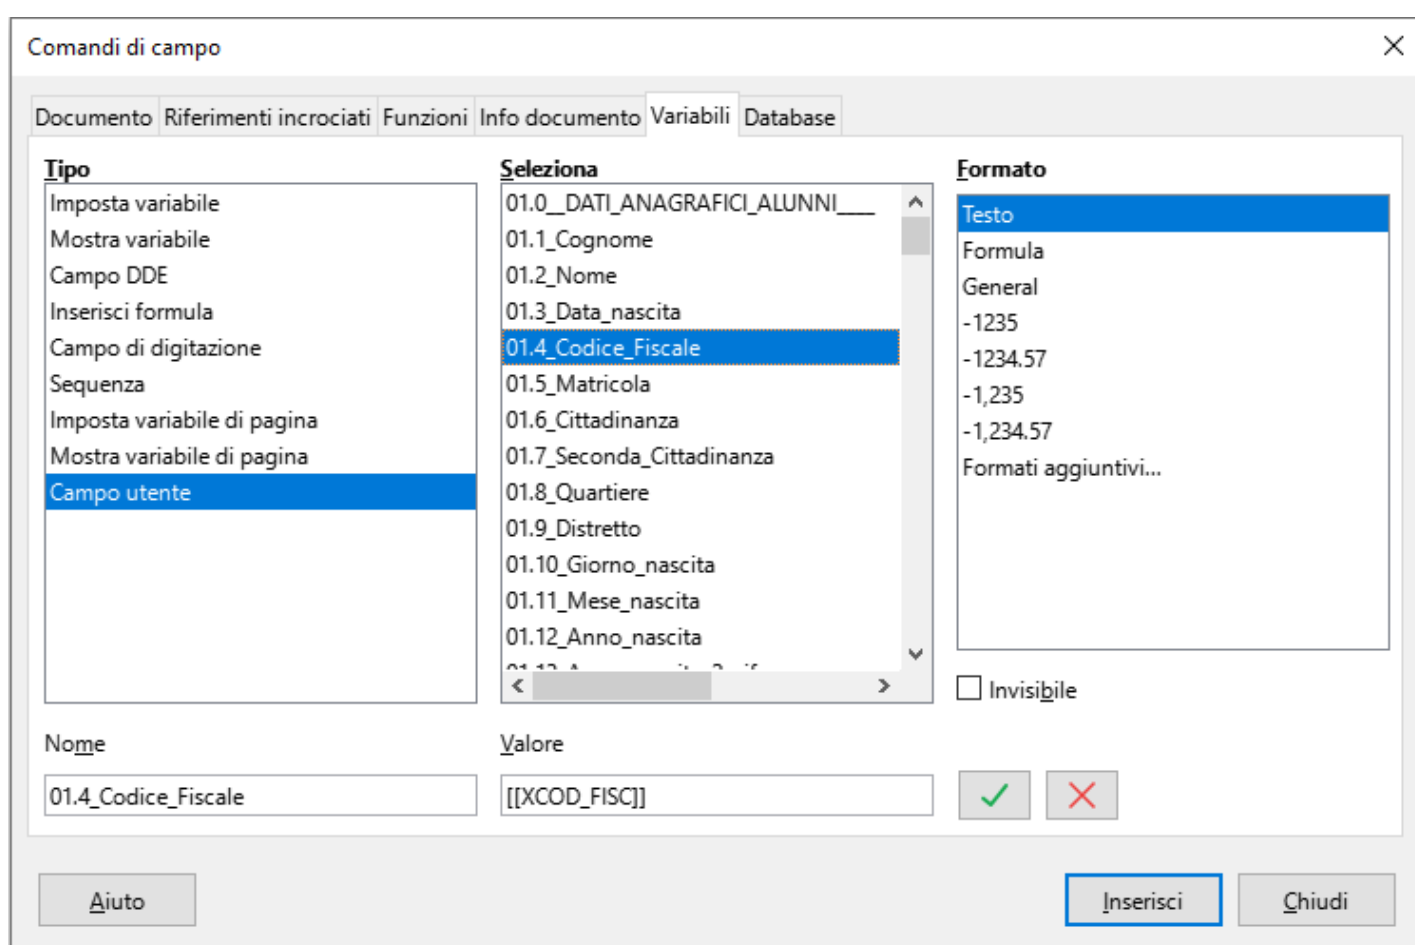 Comandi di campo
Documento Riferimenti incrociati Funzioni Info documento Variabili Database
Tipo
Imposta variabile
Mostra variabile
Campo DDE
Inserisci formula
Campo di digitazione
Sequenza
Imposta variabile di pagina
Mostra variabile di pagina
Campo utente
Seleziona
01.0__DATI_ANAGRAFICI_ALUNNI____
01.1_Cognome
01.2_Nome
01.3_Data_nascita
01.4_Codice_Fiscale
01.5_Matricola
01.6_Cittadinanza
01.7_Seconda_Cittadinanza
01.8_Quartiere
01.9_Distretto
01.10_Giorno_nascita
01.11_Mese_nascita
01.12_Anno_nascita
Formato
Testo
Formula
General
-1235
-1234.57
-1,235
-1,234.57
Formati aggiuntivi...
Invisibile
Nome
01.4_Codice_Fiscale
Valore
[[XCOD_FISC]]
Aiuto
Inserisci
Chiudi